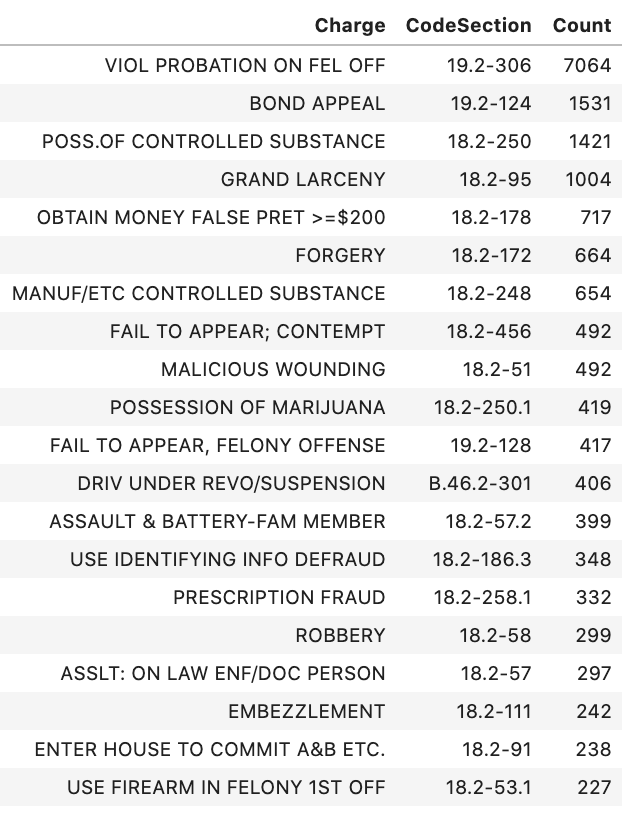 Charge CodeSection Count
VIOL PROBATION ON FEL OFF 19.2-306 7064
BOND APPEAL 19.2-124 1531
POSS.OF CONTROLLED SUBSTANCE 18.2-250 1421
GRAND LARCENY 18.2-95 1004
OBTAIN MONEY FALSE PRET >=$200 18.2-178 717
FORGERY 18.2-172 664
MANUF/ETC CONTROLLED SUBSTANCE 18.2-248 654
FAIL TO APPEAR; CONTEMPT 18.2-456 492
MALICIOUS WOUNDING 18.2-51 492
POSSESSION OF MARIJUANA 18.2-250.1 419
FAIL TO APPEAR, FELONY OFFENSE 19.2-128 417
DRIV UNDER REVO/SUSPENSION B.46.2-301 406
ASSAULT & BATTERY-FAM MEMBER 18.2-57.2 399
USE IDENTIFYING INFO DEFRAUD 18.2-186.3 348
PRESCRIPTION FRAUD 18.2-258.1 332
ROBBERY 18.2-58 299
ASSLT: ON LAW ENF/DOC PERSON 18.2-57 297
EMBEZZLEMENT 18.2-111 242
ENTER HOUSE TO COMMIT A&B ETC. 18.2-91 238
USE FIREARM IN FELONY 1ST OFF 18.2-53.1 227